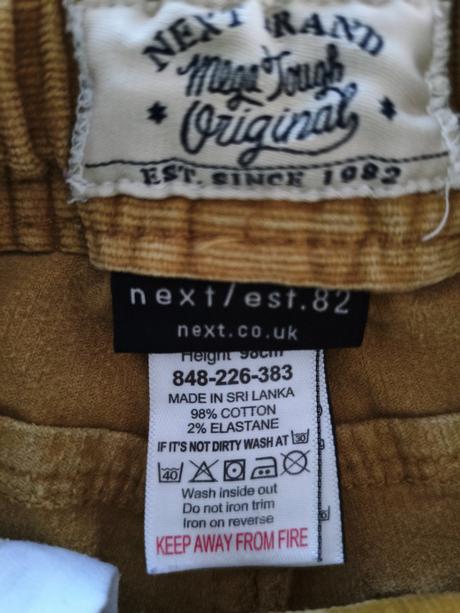 NEXT BRAND
Mega Tough
Original
EST. SINCE 1982
next/est.82
next.co.uk
Height 98cm
848-226-383
MADE IN SRI LANKA
98% COTTON
2% ELASTANE
IF IT'S NOT DIRTY WASH AT 30
40
Wash inside out
Do not iron trim
Iron on reverse
KEEP AWAY FROM FIRE